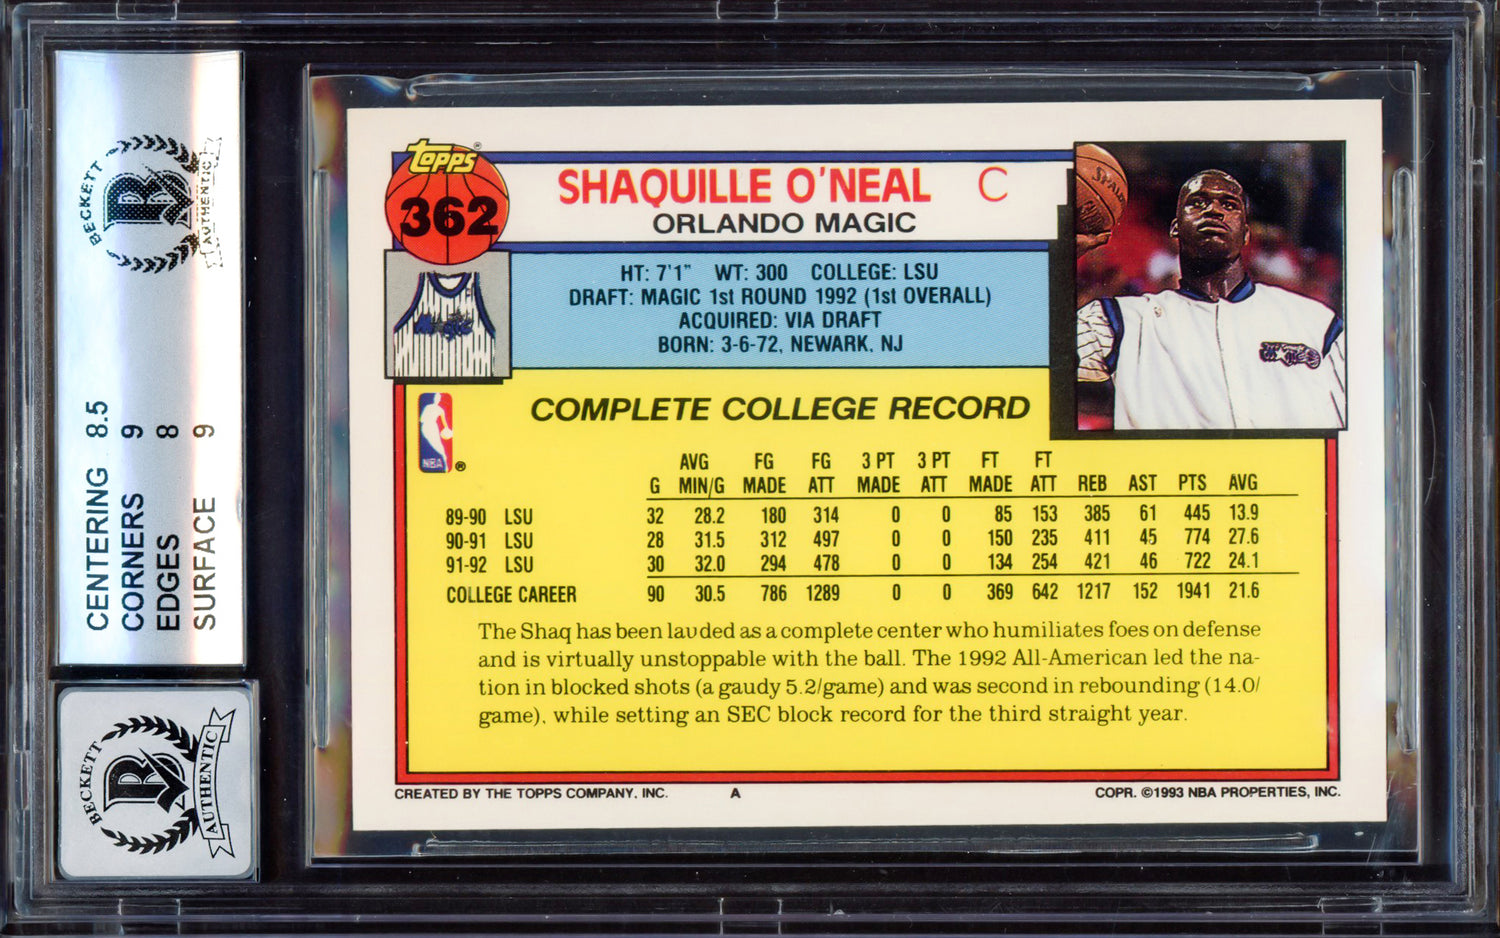 BECKETT
B
AUTHENTIC
CENTERING 8.5
CORNERS 9
EDGES 8
SURFACE 9
BECKETT
B
AUTHENTIC
Topps®
362
SHAQUILLE O'NEAL C
ORLANDO MAGIC
HT: 7'1" WT: 300 COLLEGE: LSU
DRAFT: MAGIC 1st ROUND 1992 (1st OVERALL)
ACQUIRED: VIA DRAFT
BORN: 3-6-72, NEWARK, NJ
Magic
SPAL
NBA ®
COMPLETE COLLEGE RECORD
AVG FG FG 3 PT 3 PT FT FT
G MIN/G MADE ATT MADE ATT MADE ATT REB AST PTS AVG
89-90 LSU 32 28.2 180 314 0 0 85 153 385 61 445 13.9
90-91 LSU 28 31.5 312 497 0 0 150 235 411 45 774 27.6
91-92 LSU 30 32.0 294 478 0 0 134 254 421 46 722 24.1
COLLEGE CAREER 90 30.5 786 1289 0 0 369 642 1217 152 1941 21.6
The Shaq has been lauded as a complete center who humiliates foes on defense
and is virtually unstoppable with the ball. The 1992 All-American led the na-
tion in blocked shots (a gaudy 5.2/game) and was second in rebounding (14.0/
game), while setting an SEC block record for the third straight year.
CREATED BY THE TOPPS COMPANY, INC. A COPR. ©1993 NBA PROPERTIES, INC.